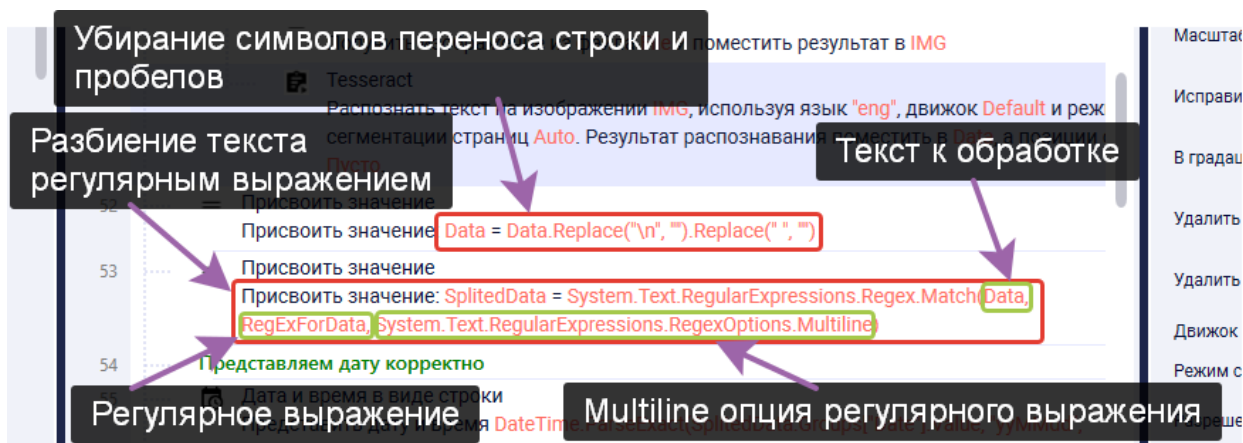 Убирание символов переноса строки и
пробелов
поместить результат в IMG
Масштаб
Tesseract
Распознать текст на изображении IMG, используя язык "eng", движок Default и реж
Исправи
сегментации страниц Auto. Результат распознавания поместить в Data, а позиции
Пусто
Разбиение текста
регулярным выражением
Текст к обработке
В градац
52
Присвоить значение
Присвоить значение: Data = Data.Replace("\n", "").Replace(" ", "")
Удалить
53
Присвоить значение
Удалить
Присвоить значение: SplitedData = System.Text.RegularExpressions.Regex.Match(Data,
RegExForData, System.Text.RegularExpressions.RegexOptions.Multiline)
Движок
54
Представляем дату корректно
Режим с
55
Дата и время в виде строки
Регулярное выражение
Multiline опция регулярного выражения